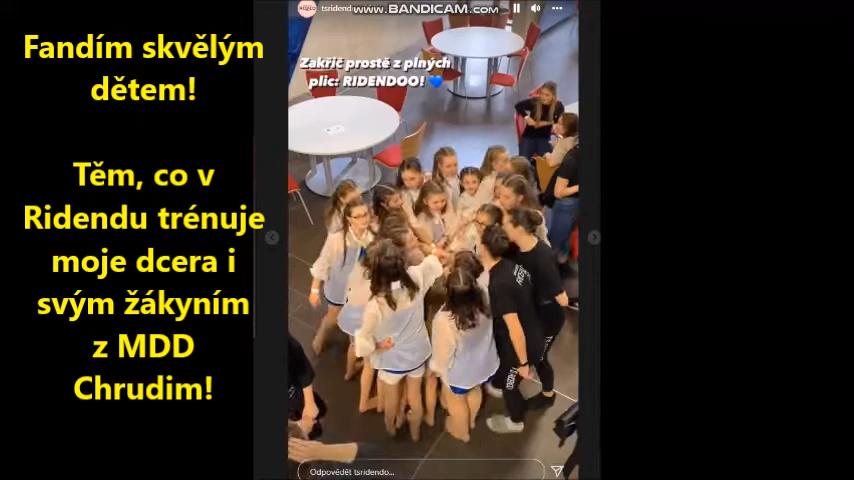 Fandím skvělým
dětem!
Těm, co v
Ridendu trénuje
moje dcera i
svým žákyním
z MDD
Chrudim!
tsridend
www.BANDICAM.com
Zakřič prostě z plných
plic: RIDENDOO! 💙
Odpovědět tsridendo...